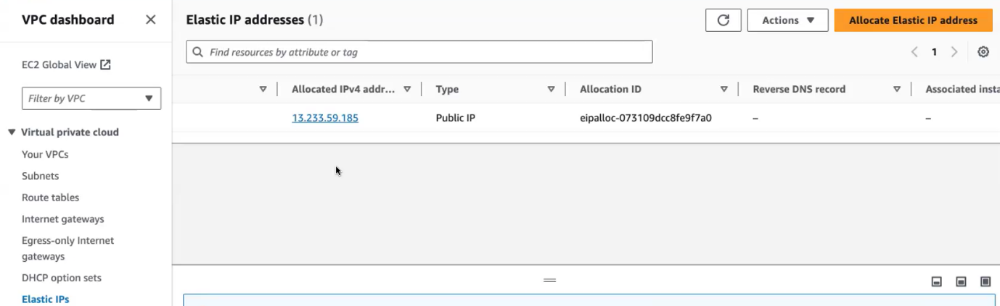 VPC dashboard
EC2 Global View
Filter by VPC
Virtual private cloud
Your VPCs
Subnets
Route tables
Internet gateways
Egress-only Internet
gateways
DHCP option sets
Elastic IPs
Elastic IP addresses (1)
Actions
Allocate Elastic IP address
Find resources by attribute or tag
1
Allocated IPv4 addr... Type Allocation ID Reverse DNS record Associated insta
13.233.59.185 Public IP eipalloc-073109dcc8fe9f7a0 – –